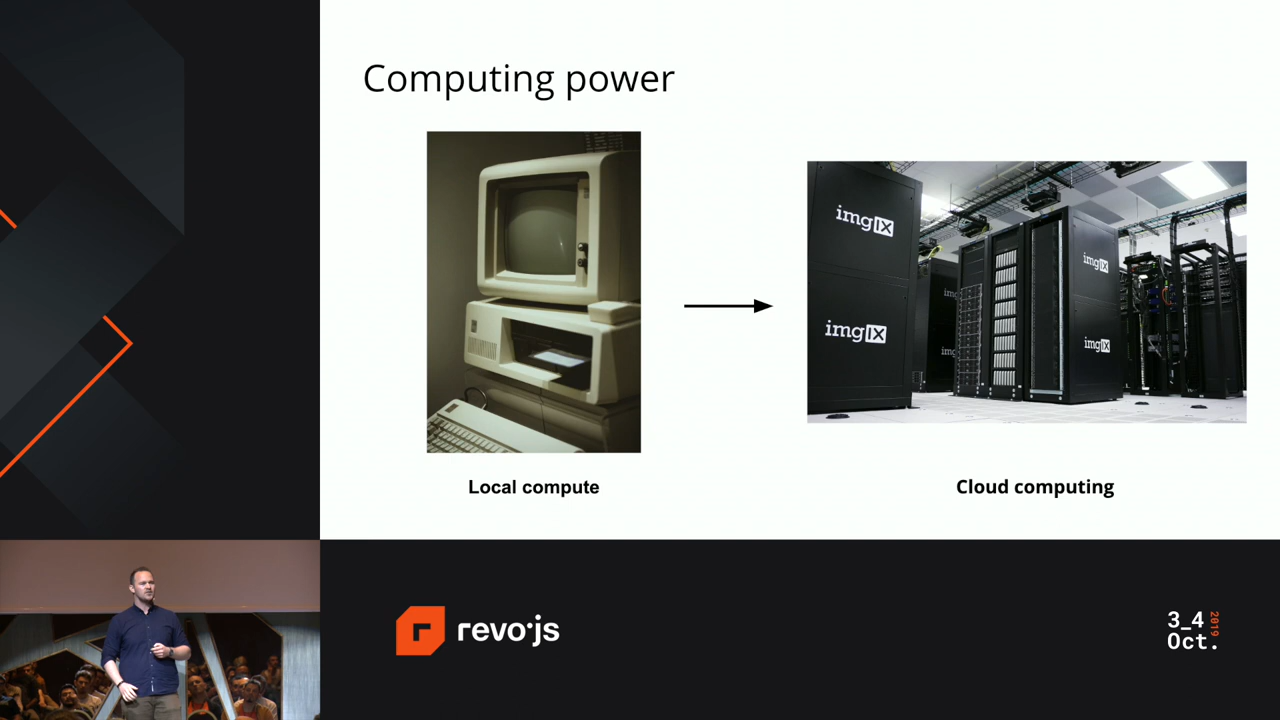 Computing power
imgIX
imgIX
imgIX
imgIX
Local compute
Cloud computing
revo.js
3_4
Oct.
2019